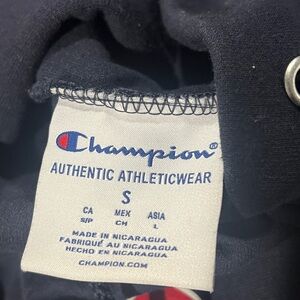 Champion®
AUTHENTIC ATHLETICWEAR
S
CA MEX ASIA
S/P CH L
MADE IN NICARAGUA
FABRIQUÉ AU NICARAGUA
HECHO EN NICARAGUA
CHAMPION.COM